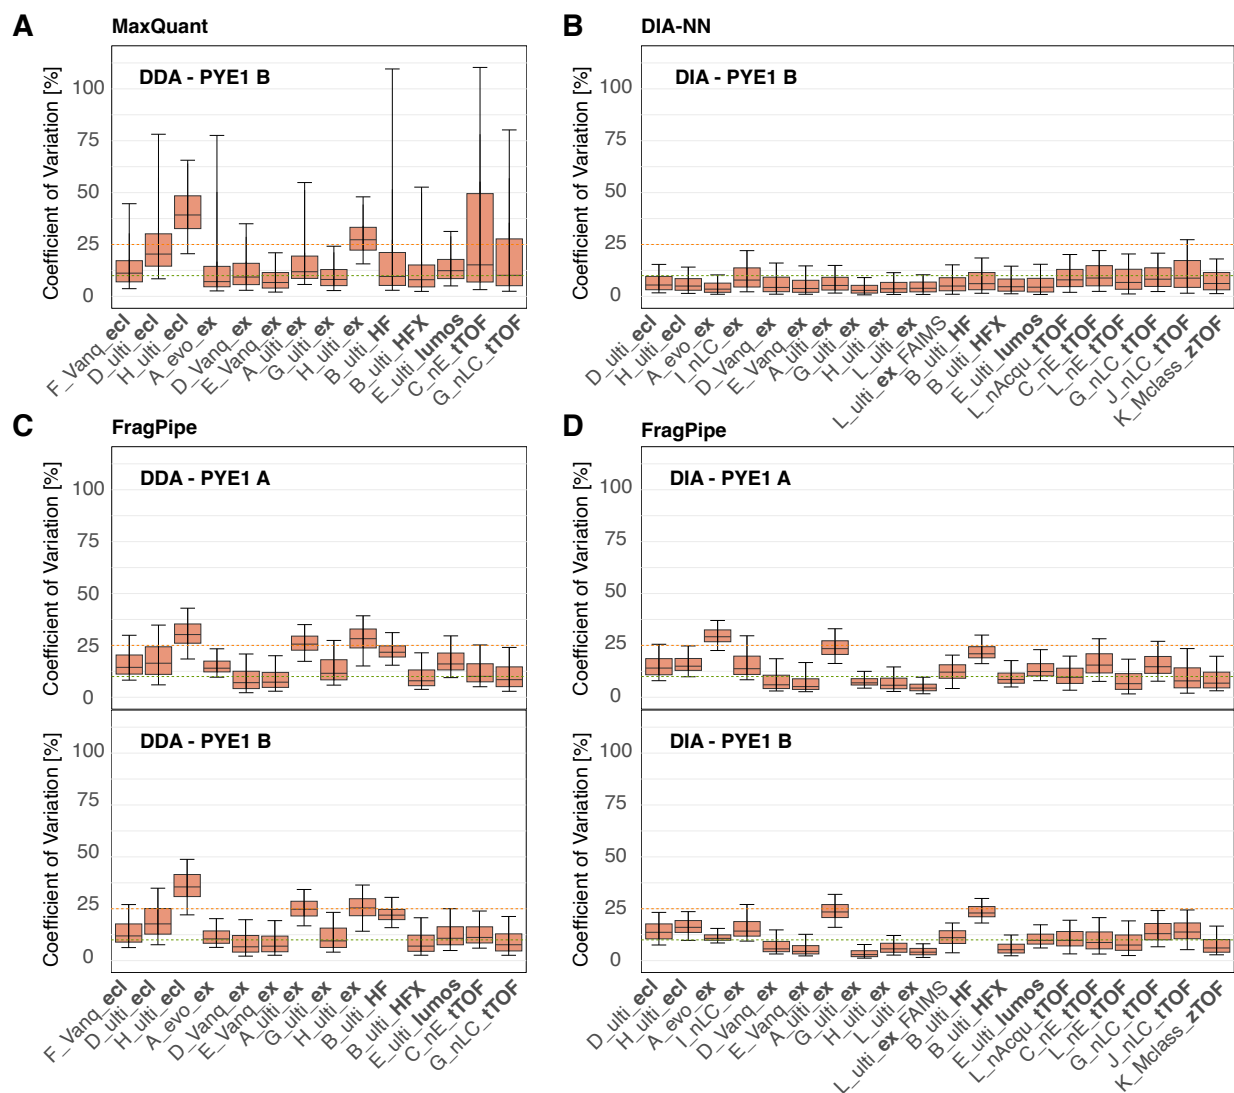 A
MaxQuant
Coefficient of Variation [%]
DDA - PYE1 B
100
75
50
25
0
F_Vanq_ecl
D_ulti_ecl
H_ulti_ecl
A_evo_ex
D_Vanq_ex
E_Vanq_ex
A_ulti_ex
G_ulti_ex
H_ulti_ex
B_ulti_HF
B_ulti_HFX
E_ulti_lumos
C_nE_tTOF
G_nLC_tTOF
B
DIA-NN
Coefficient of Variation [%]
DIA - PYE1 B
100
75
50
25
0
D_ulti_ecl
H_ulti_ecl
A_evo_ex
I_nLC_ex
D_Vanq_ex
E_Vanq_ex
A_ulti_ex
G_ulti_ex
H_ulti_ex
L_ulti_ex
L_ulti_ex_FAIMS
B_ulti_HF
B_ulti_HFX
E_ulti_lumos
L_nAcqu_tTOF
C_nE_tTOF
L_nE_tTOF
G_nLC_tTOF
J_nLC_tTOF
K_Mclass_zTOF
C
FragPipe
Coefficient of Variation [%]
DDA - PYE1 A
100
75
50
25
0
Coefficient of Variation [%]
DDA - PYE1 B
100
75
50
25
0
F_Vanq_ecl
D_ulti_ecl
H_ulti_ecl
A_evo_ex
D_Vanq_ex
E_Vanq_ex
A_ulti_ex
G_ulti_ex
H_ulti_ex
B_ulti_HF
B_ulti_HFX
E_ulti_lumos
C_nE_tTOF
G_nLC_tTOF
D
FragPipe
Coefficient of Variation [%]
DIA - PYE1 A
100
75
50
25
0
Coefficient of Variation [%]
DIA - PYE1 B
100
75
50
25
0
D_ulti_ecl
H_ulti_ecl
A_evo_ex
I_nLC_ex
D_Vanq_ex
E_Vanq_ex
A_ulti_ex
G_ulti_ex
H_ulti_ex
L_ulti_ex
L_ulti_ex_FAIMS
B_ulti_HF
B_ulti_HFX
E_ulti_lumos
L_nAcqu_tTOF
C_nE_tTOF
L_nE_tTOF
G_nLC_tTOF
J_nLC_tTOF
K_Mclass_zTOF